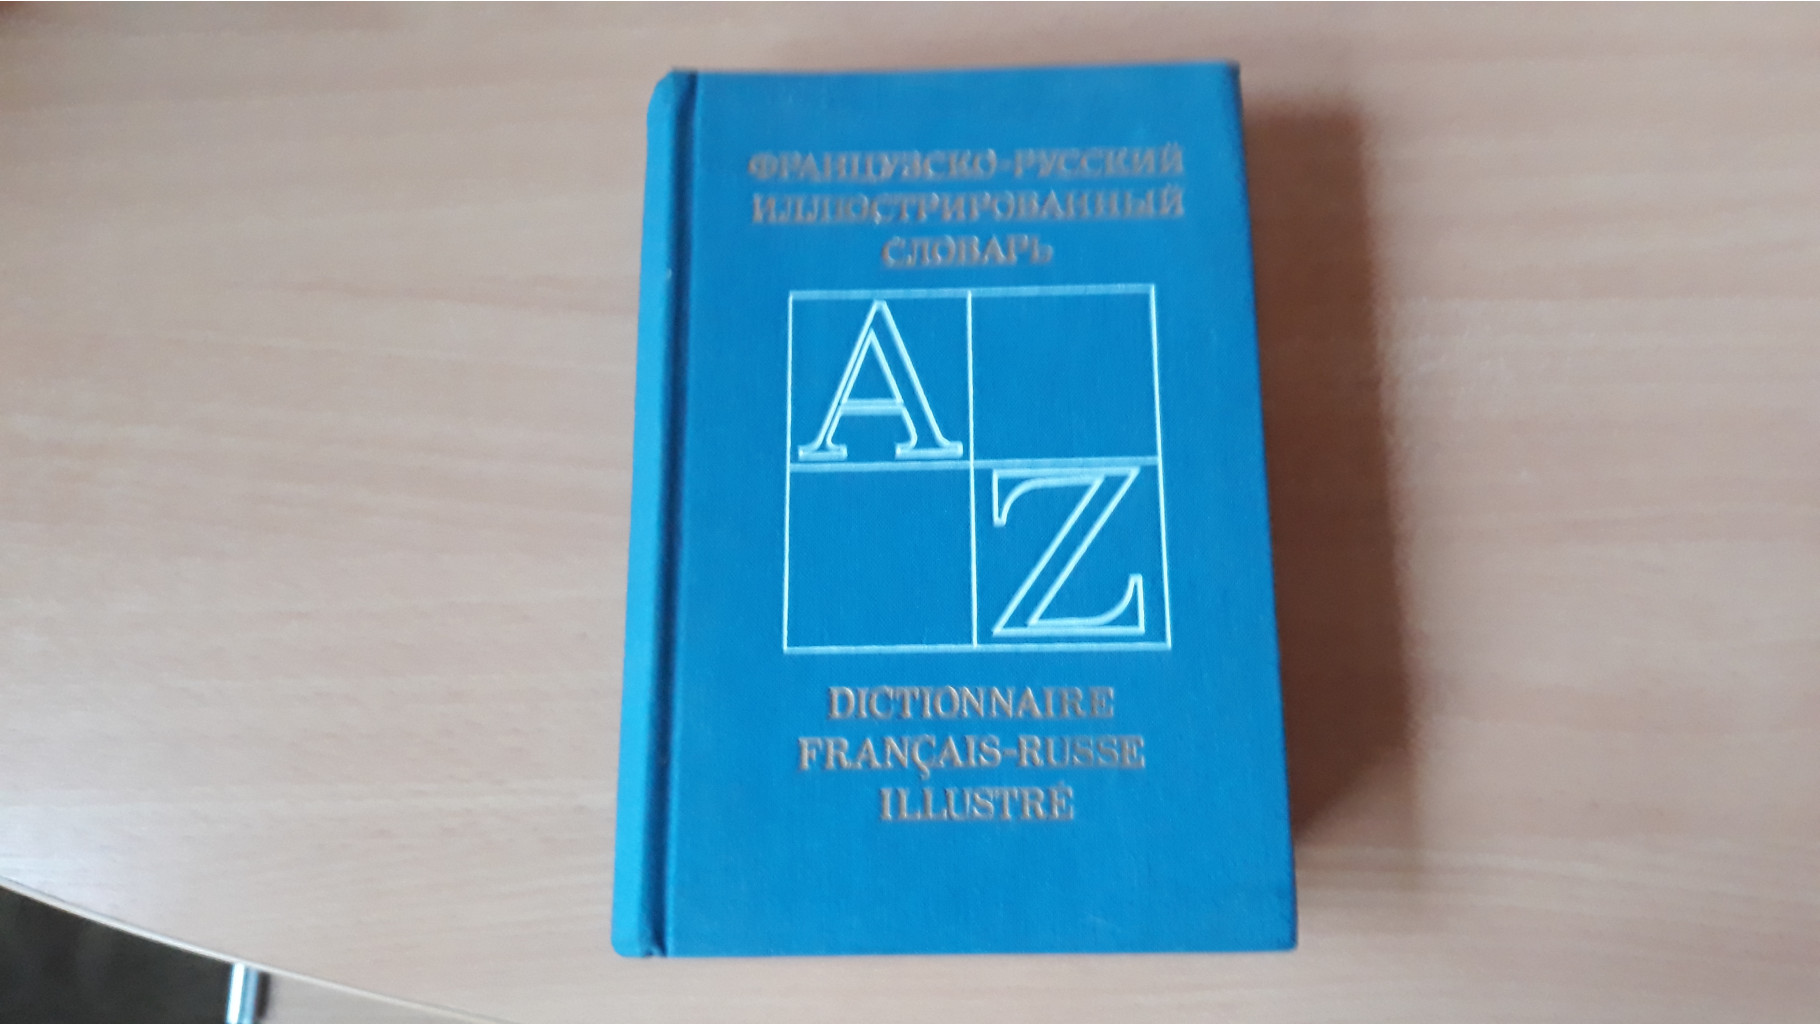 ФРАНЦУЗСКО-РУССКИЙ
ИЛЛЮСТРИРОВАННЫЙ
СЛОВАРЬ
A
Z
DICTIONNAIRE
FRANÇAIS-RUSSE
ILLUSTRÉ